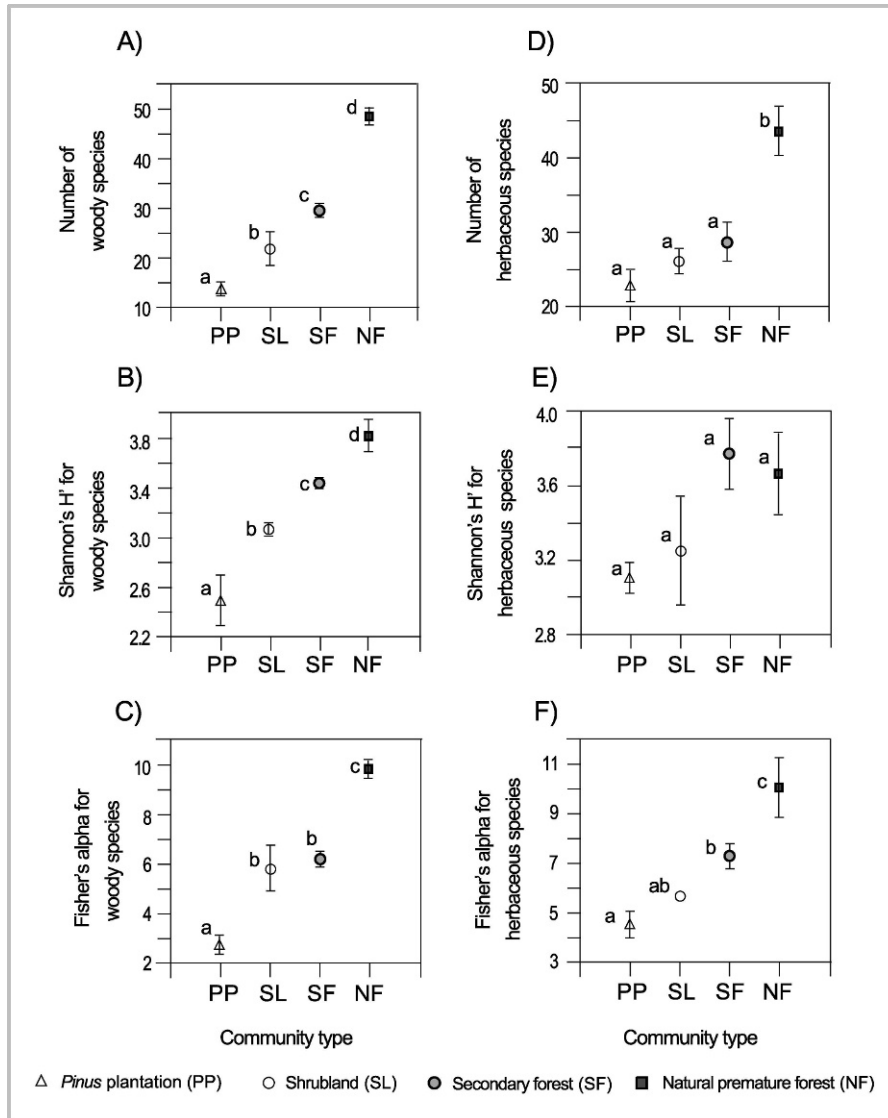 A)
Number of
woody species
50
40
30
20
10
a
b
c
d
PP SL SF NF
B)
Shannon's H' for
woody species
3.8
3.4
3.0
2.6
2.2
a
b
c
d
PP SL SF NF
C)
Fisher's alpha for
woody species
10
8
6
4
2
a
b
b
c
PP SL SF NF
Community type
D)
Number of
herbaceous species
50
40
30
20
a
a
a
b
PP SL SF NF
E)
Shannon's H' for
herbaceous species
4.0
3.6
3.2
2.8
a
a
a
a
PP SL SF NF
F)
Fisher's alpha for
herbaceous species
11
9
7
5
3
a
ab
b
c
PP SL SF NF
Community type
Pinus plantation (PP) Shrubland (SL) Secondary forest (SF) Natural premature forest (NF)